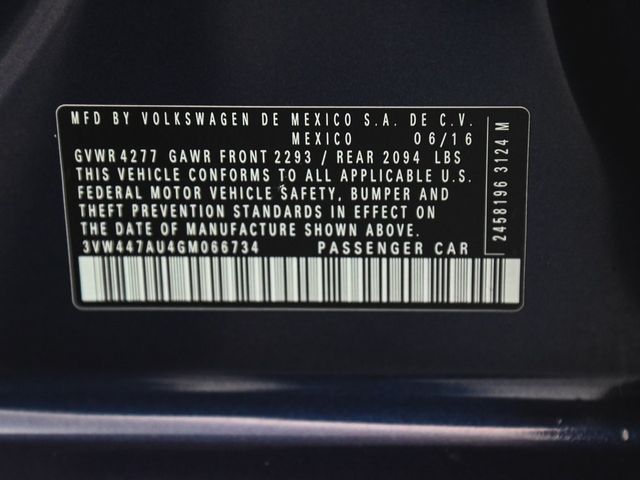 MFD BY VOLKSWAGEN DE MEXICO S.A. DE C.V.
MEXICO 06/16
GVWR 4277 GAWR FRONT 2293 / REAR 2094 LBS
THIS VEHICLE CONFORMS TO ALL APPLICABLE U.S.
FEDERAL MOTOR VEHICLE SAFETY, BUMPER AND
THEFT PREVENTION STANDARDS IN EFFECT ON
THE DATE OF MANUFACTURE SHOWN ABOVE.
3VW447AU4GM066734 PASSENGER CAR
2458196 3124 M